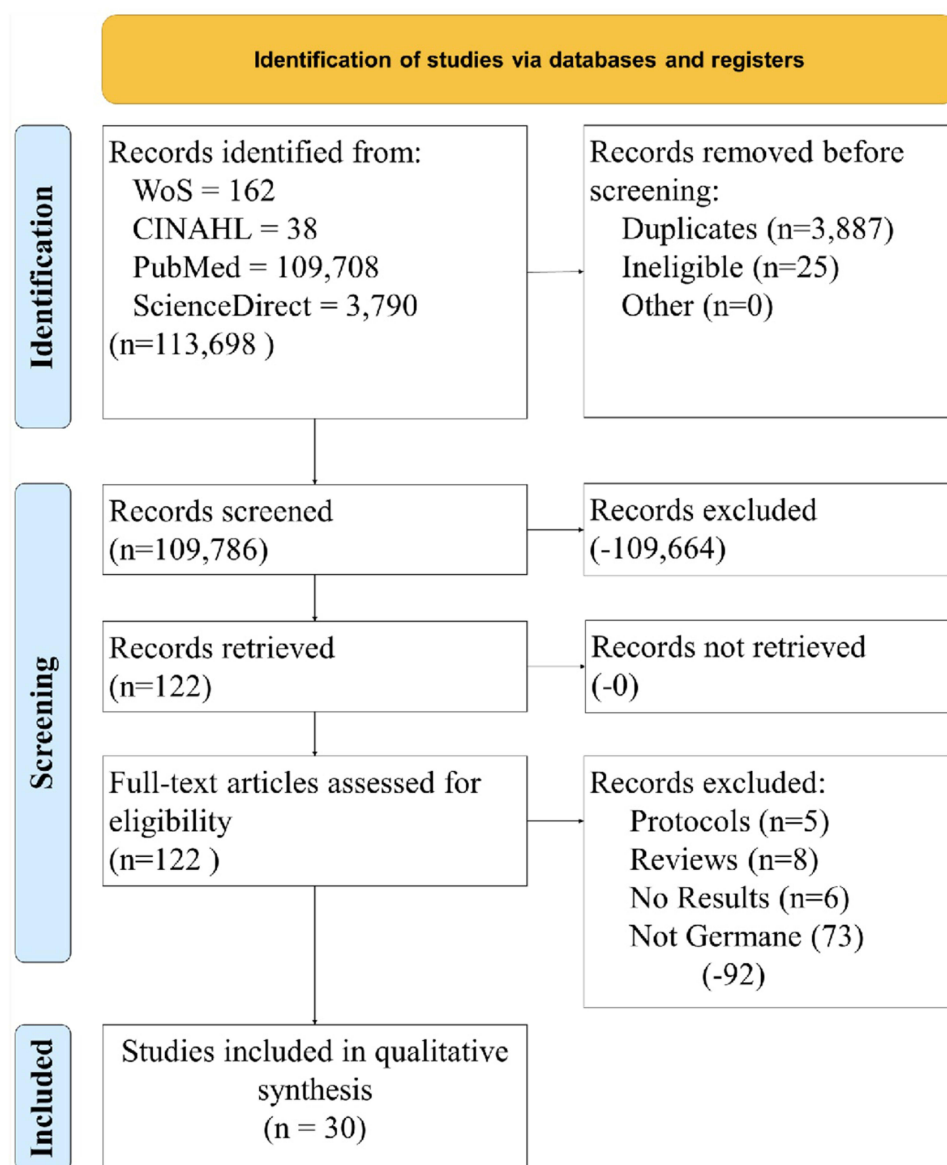 Identification of studies via databases and registers
Identification
Records identified from:
WoS = 162
CINAHL = 38
PubMed = 109,708
ScienceDirect = 3,790
(n=113,698 )
Records removed before
screening:
Duplicates (n=3,887)
Ineligible (n=25)
Other (n=0)
Screening
Records screened
(n=109,786)
Records excluded
(-109,664)
Records retrieved
(n=122)
Records not retrieved
(-0)
Full-text articles assessed for
eligibility
(n=122 )
Records excluded:
Protocols (n=5)
Reviews (n=8)
No Results (n=6)
Not Germane (73)
(-92)
Included
Studies included in qualitative
synthesis
(n = 30)